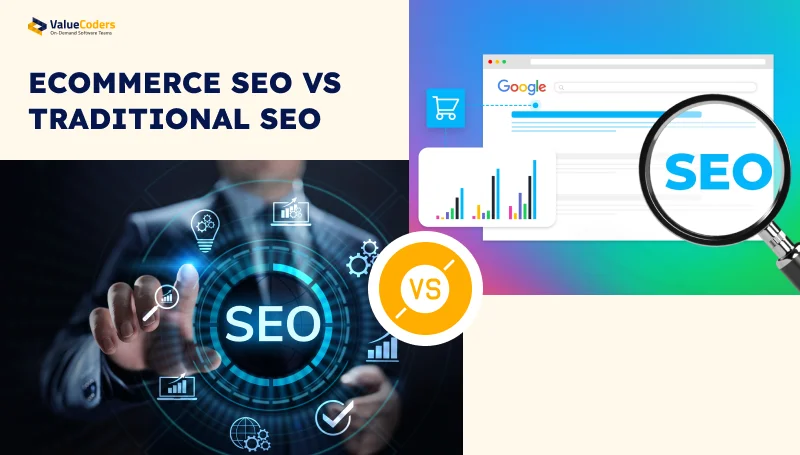 ValueCoders
On-Demand Software Teams
ECOMMERCE SEO VS
TRADITIONAL SEO
Google
SEO
VS
SEO